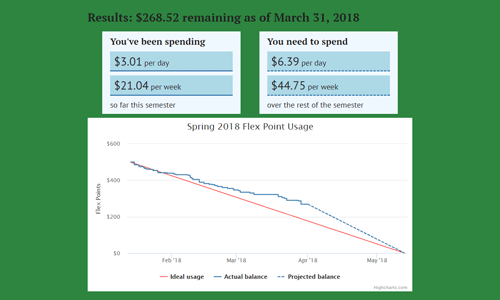 Results: $268.52 remaining as of March 31, 2018
You've been spending
$3.01 per day
$21.04 per week
so far this semester
You need to spend
$6.39 per day
$44.75 per week
over the rest of the semester
Spring 2018 Flex Point Usage
Flex Points
$600
$400
$200
$0
Feb '18 Mar '18 Apr '18 May '18
Ideal usage Actual balance Projected balance
Highcharts.com